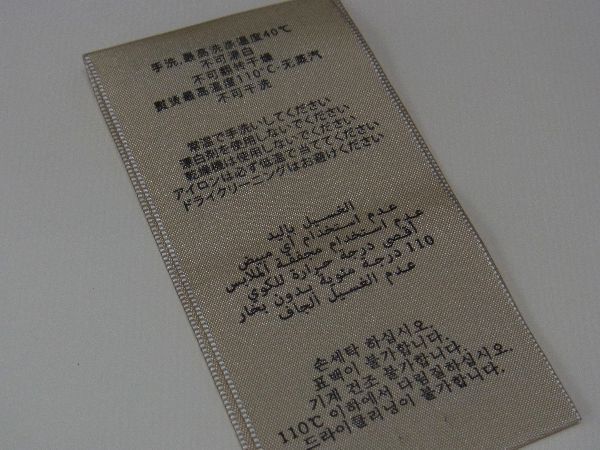 手洗,最高洗涤温度40℃
不可漂白
不可翻转干燥
熨烫最高温度110℃·无蒸汽
不可干洗
常温で手洗いしてください
漂白剤を使用しないでください
乾燥機は使用しないでください
アイロンは必ず低温で当ててください
ドライクリーニングはお避けください
الغسيل باليد
عدم استخدام أي مبيض
عدم استخدام مجففة الملابس
أقصى درجة حرارة للكوي
110 درجة مئوية بدون بخار
عدم الغسيل الجاف
손세탁 하십시오.
표백이 불가합니다.
기계 건조 불가합니다.
110℃ 이하에서 다림질하십시오.
드라이클리닝이 불가합니다.